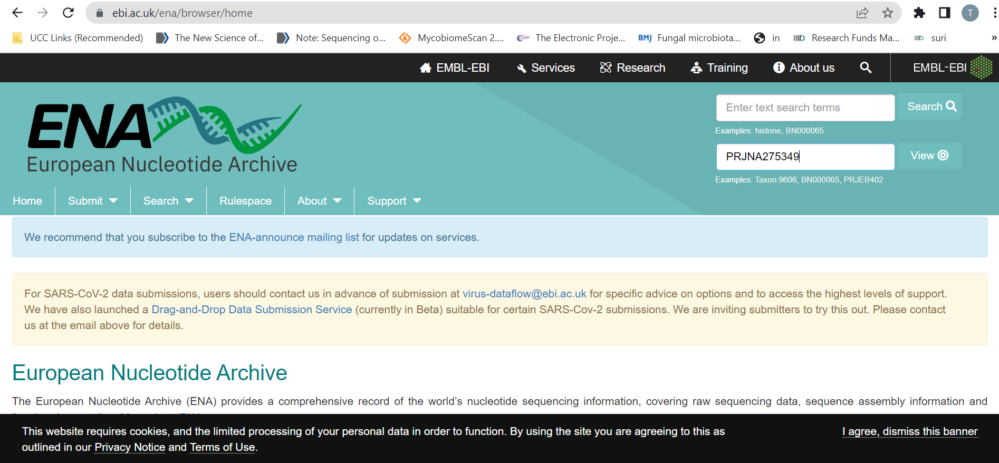 ebi.ac.uk/ena/browser/home
T
UCC Links (Recommended) The New Science of... Note: Sequencing o... MycobiomeScan 2.... The Electronic Proje... BMJ Fungal microbiota... in Research Funds Ma... suri »
EMBL-EBI Services Research Training About us EMBL-EBI
ENA
European Nucleotide Archive
Enter text search terms Search
Examples: histone, BN000065
PRJNA275349 View
Examples: Taxon:9606, BN000065, PRJEB402
Home Submit Search Rulespace About Support
We recommend that you subscribe to the ENA-announce mailing list for updates on services.
For SARS-CoV-2 data submissions, users should contact us in advance of submission at virus-dataflow@ebi.ac.uk for specific advice on options and to access the highest levels of support.
We have also launched a Drag-and-Drop Data Submission Service (currently in Beta) suitable for certain SARS-Cov-2 submissions. We are inviting submitters to try this out. Please contact
us at the email above for details.
European Nucleotide Archive
The European Nucleotide Archive (ENA) provides a comprehensive record of the world's nucleotide sequencing information, covering raw sequencing data, sequence assembly information and
This website requires cookies, and the limited processing of your personal data in order to function. By using the site you are agreeing to this as
outlined in our Privacy Notice and Terms of Use.
I agree, dismiss this banner